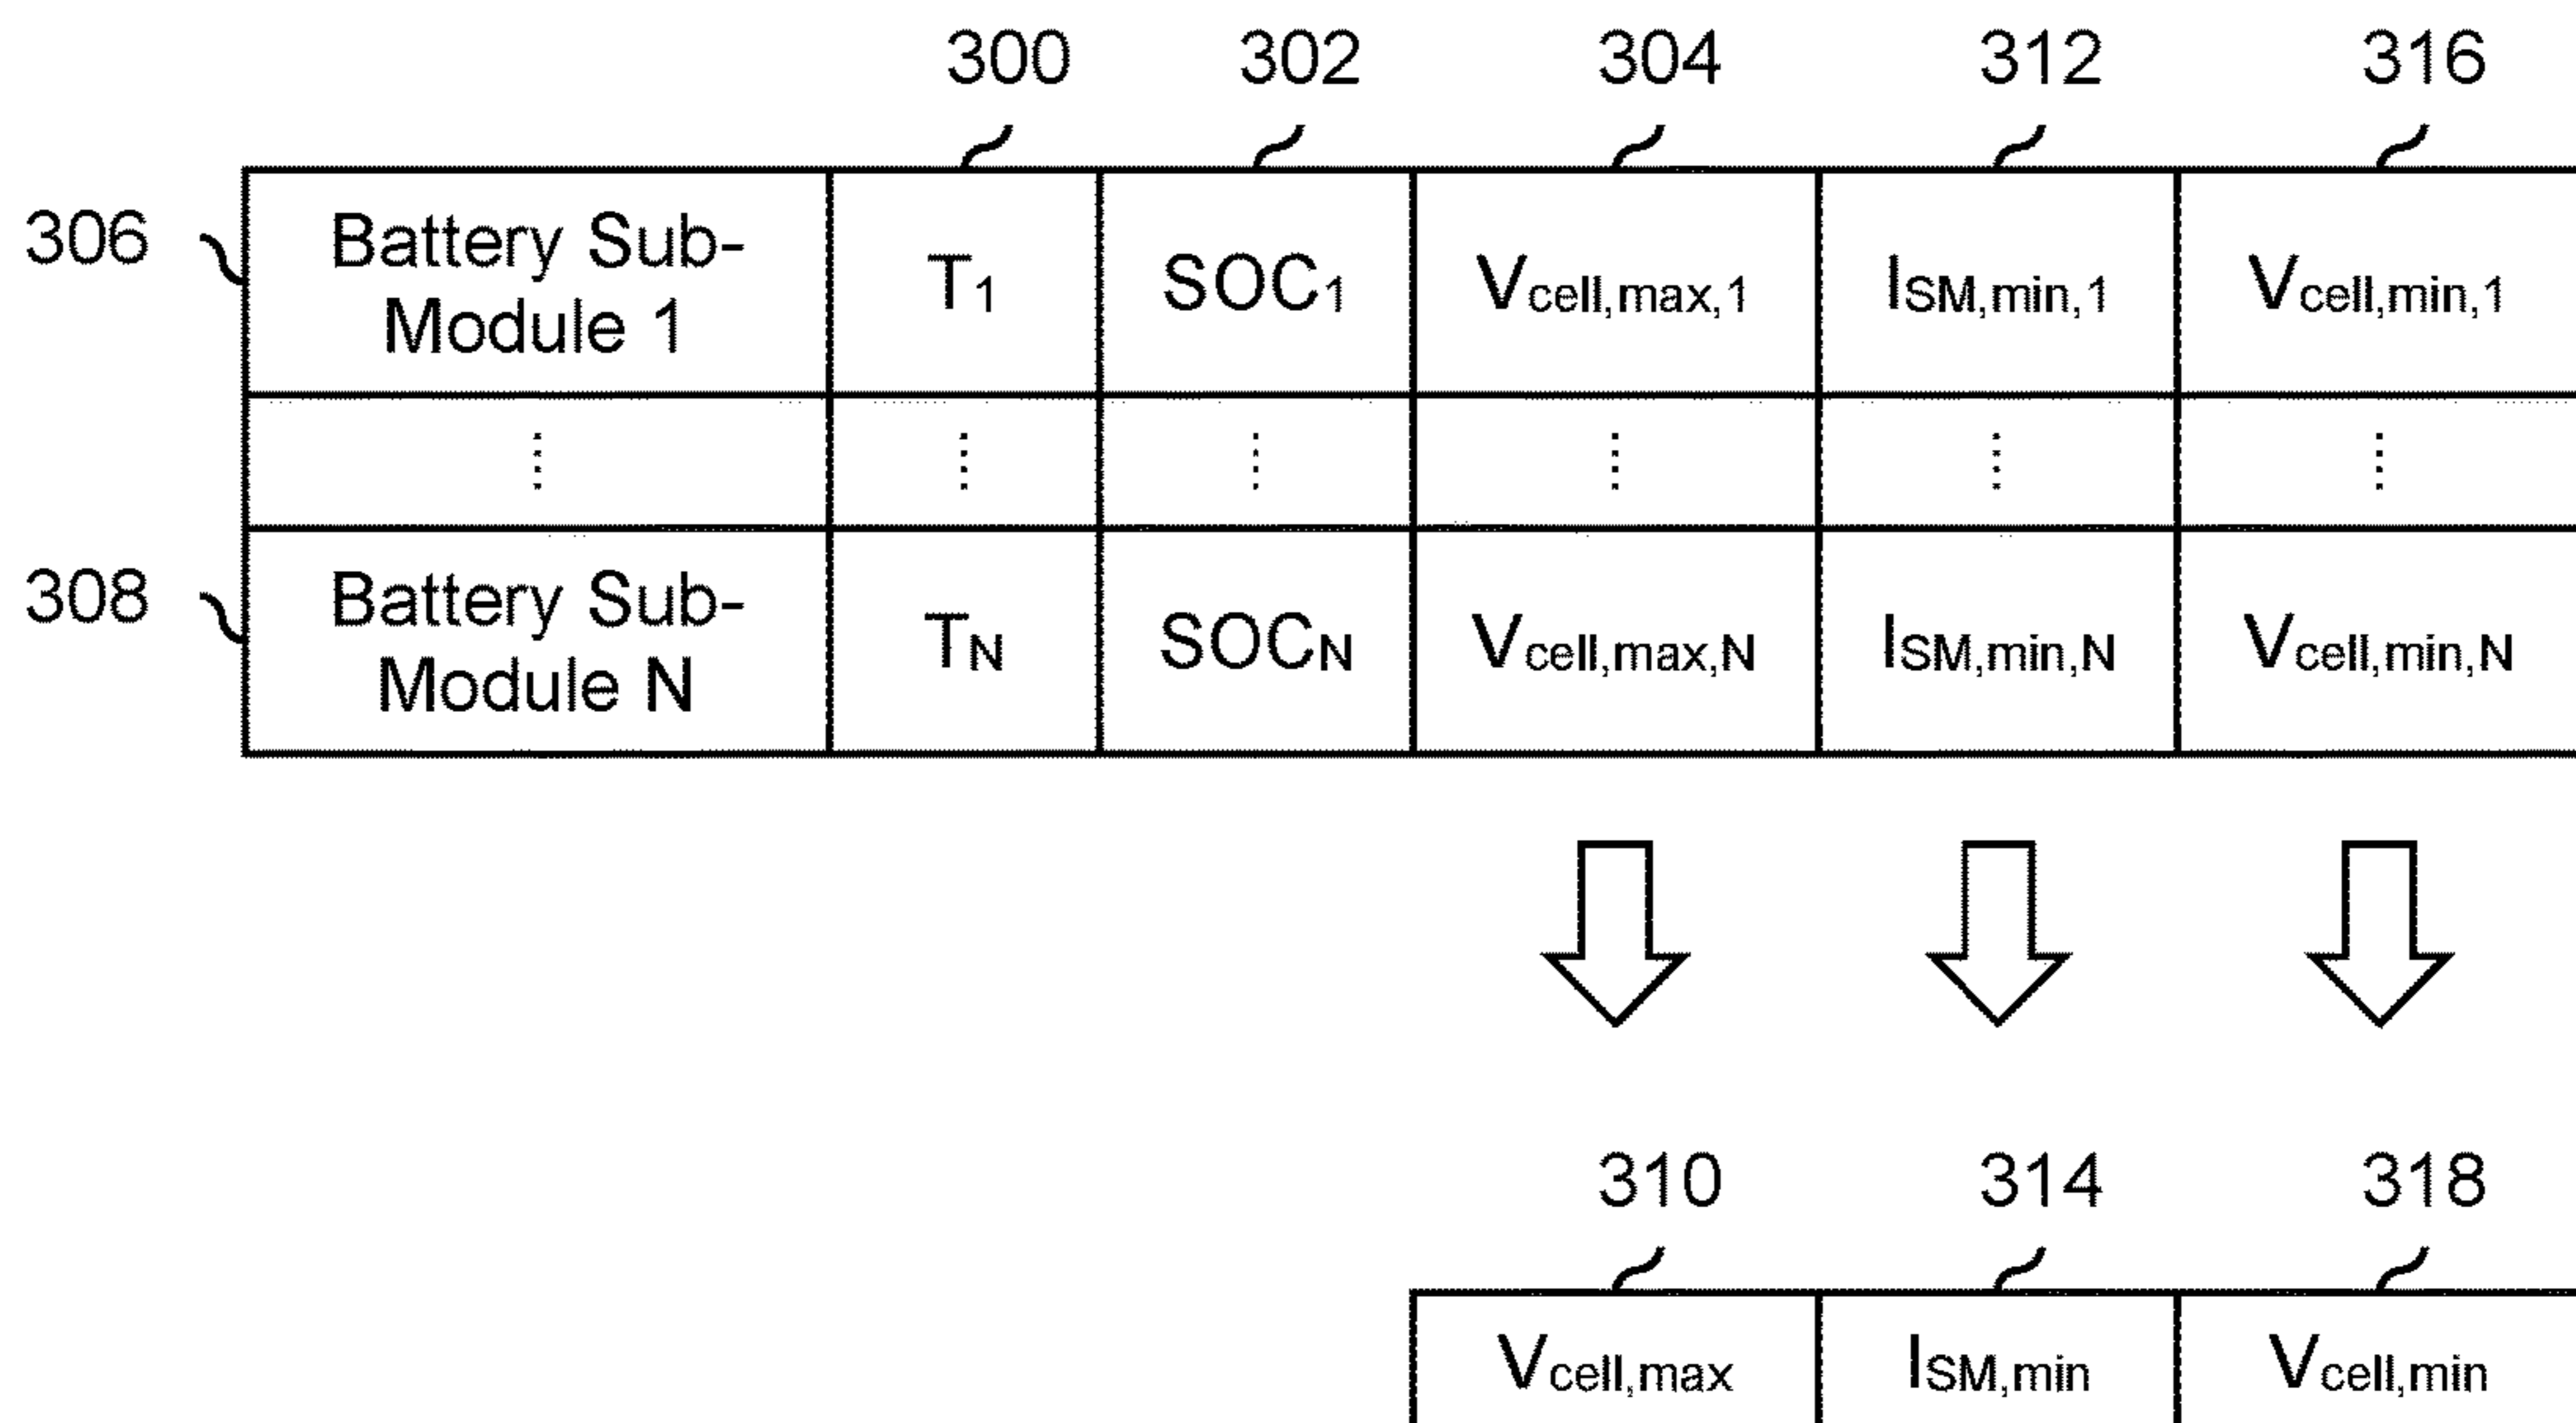 300 302 304 312 316
306 Battery Sub-
Module 1 T1 SOC1 Vcell,max,1 ISM,min,1 Vcell,min,1
⋮ ⋮ ⋮ ⋮ ⋮ ⋮
308 Battery Sub-
Module N TN SOCN Vcell,max,N ISM,min,N Vcell,min,N
310 314 318
Vcell,max ISM,min Vcell,min